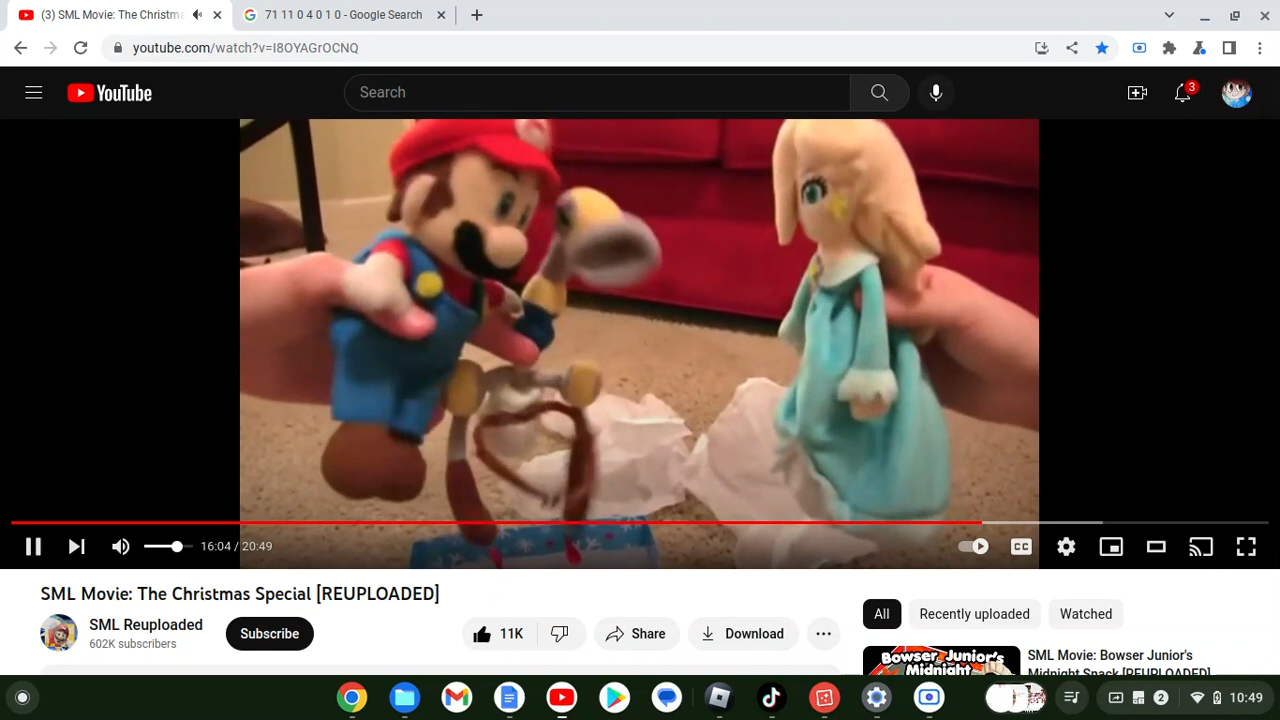 (3) SML Movie: The Christma
71 11 0 4 0 1 0 - Google Search
youtube.com/watch?v=I8OYAGrOCNQ
YouTube
Search
3
16:04 / 20:49
CC
SML Movie: The Christmas Special [REUPLOADED]
SML Reuploaded
602K subscribers
Subscribe
11K
Share
Download
All
Recently uploaded
Watched
Bowser Junior's
Midnight
SML Movie: Bowser Junior's
Midnight Snack [REUPLOADED]
2
10:49